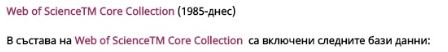 Web of ScienceTM Core Collection (1985-днес)
В състава на Web of ScienceTM Core Collection са включени следните бази данни: